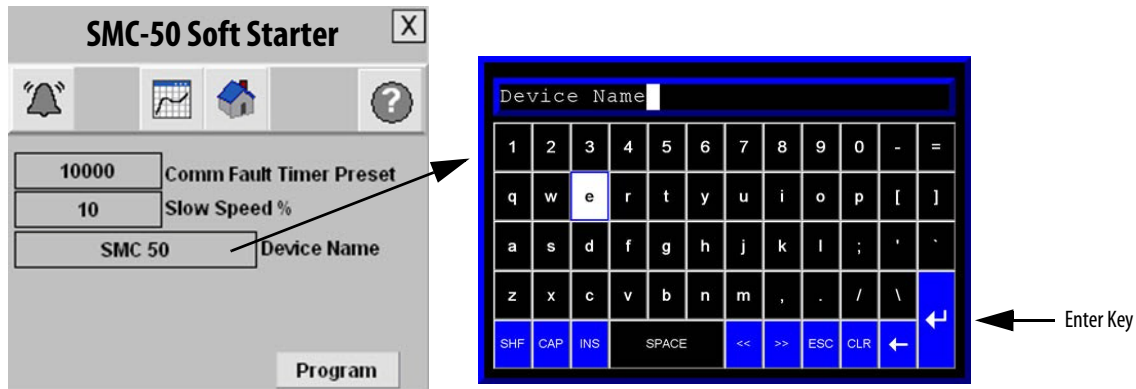 SMC-50 Soft Starter
X
?
10000 Comm Fault Timer Preset
10 Slow Speed %
SMC 50 Device Name
Program
Device Name
1 2 3 4 5 6 7 8 9 0 - =
q w e r t y u i o p [ ]
a s d f g h j k l ; ' `
z x c v b n m , . / \
SHF CAP INS SPACE << >> ESC CLR ←
↵
Enter Key